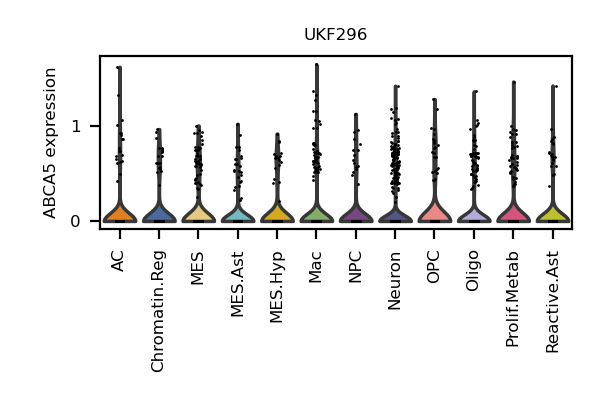 UKF296
ABCA5 expression
1
0
AC
Chromatin.Reg
MES
MES.Ast
MES.Hyp
Mac
NPC
Neuron
OPC
Oligo
Prolif.Metab
Reactive.Ast